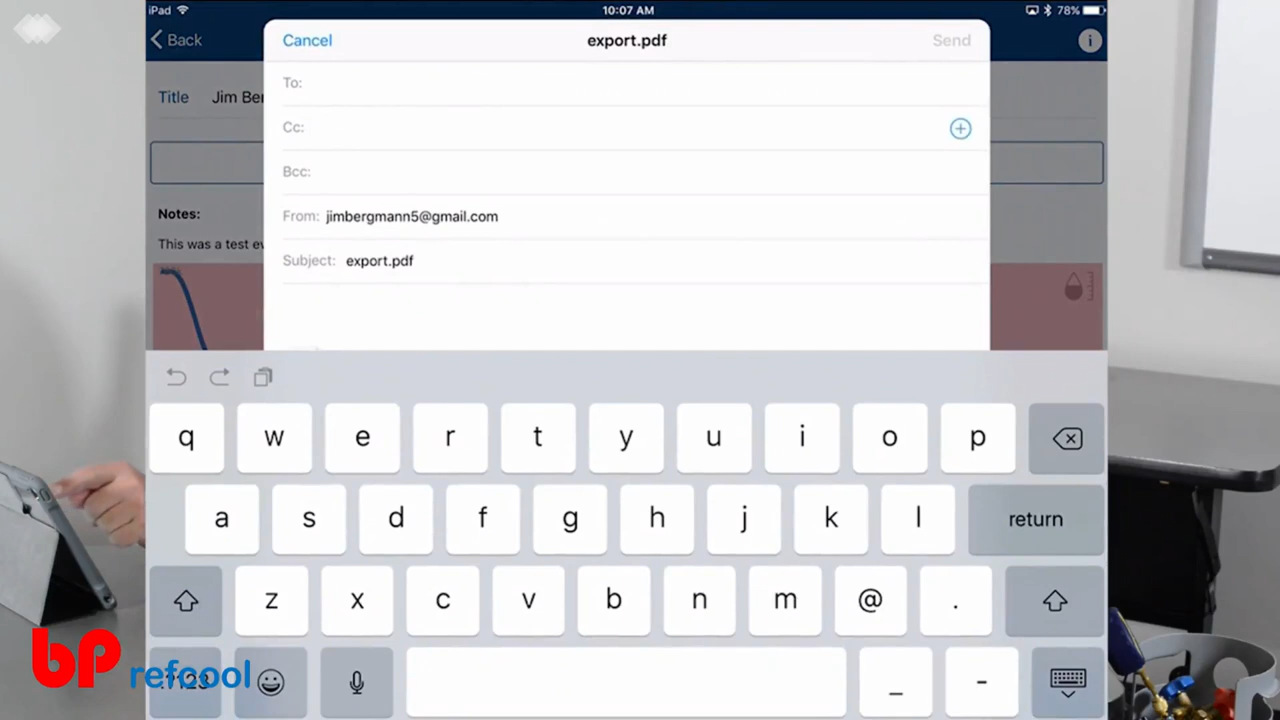 iPad 10:07 AM 78%
Back
Cancel export.pdf Send
i
Title Jim Ber
To:
Cc:
Bcc:
From: jimbergmann5@gmail.com
Notes:
Subject: export.pdf
This was a test ev
q w e r t y u i o p
a s d f g h j k l return
z x c v b n m @ .
.?123 _ -
bp refcool